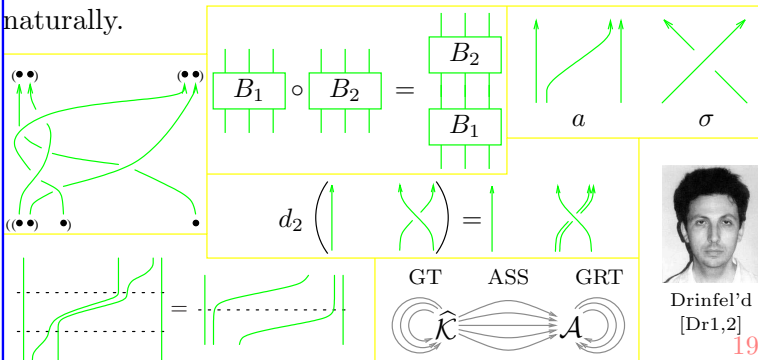 naturally.
(• •) (• •)
B₁ ∘ B₂ = B₂
B₁
a σ
((• •) •) •
d₂ ( ) =
=
GT ASS GRT
K̂ A
Drinfel'd
[Dr1,2]
19